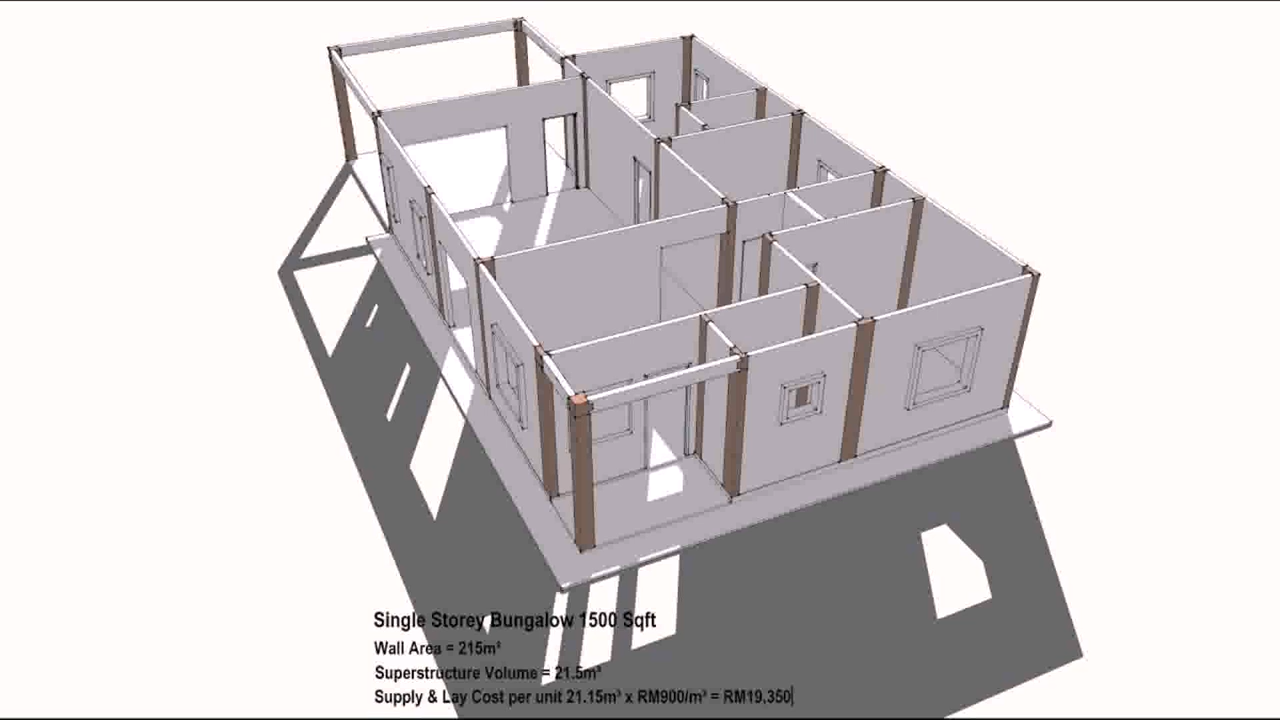 Single Storey Bungalow 1500 Sqft
Wall Area = 215m²
Superstructure Volume = 21.5m³
Supply & Lay Cost per unit 21.15m³ x RM900/m³ = RM19,350